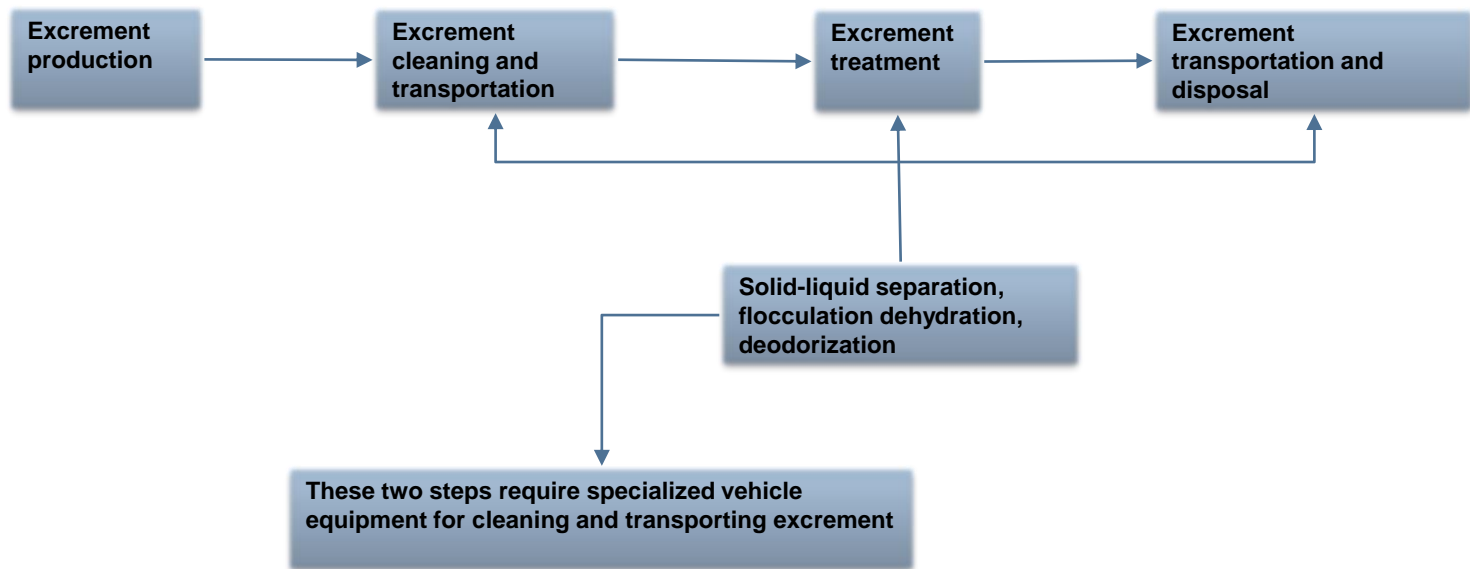 Excrement
production
Excrement
cleaning and
transportation
Excrement
treatment
Excrement
transportation and
disposal
Solid-liquid separation,
flocculation dehydration,
deodorization
These two steps require specialized vehicle
equipment for cleaning and transporting excrement